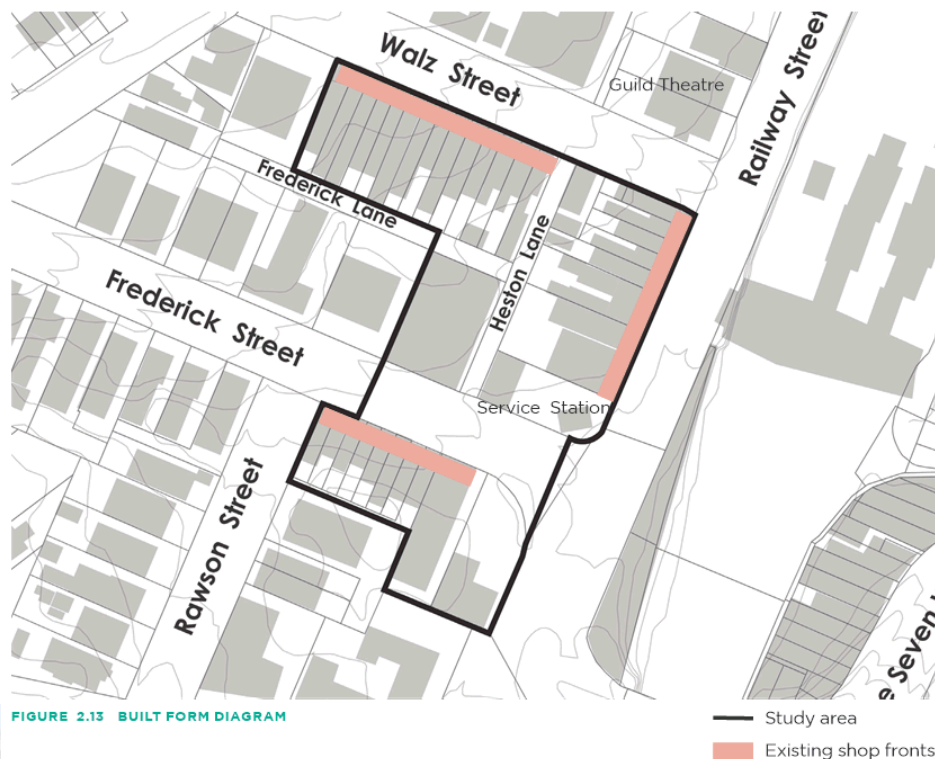 Walz Street
Guild Theatre
Railway Street
Frederick Lane
Heston Lane
Frederick Street
Service Station
Rawson Street
e Seven
FIGURE 2.13 BUILT FORM DIAGRAM
Study area
Existing shop fronts